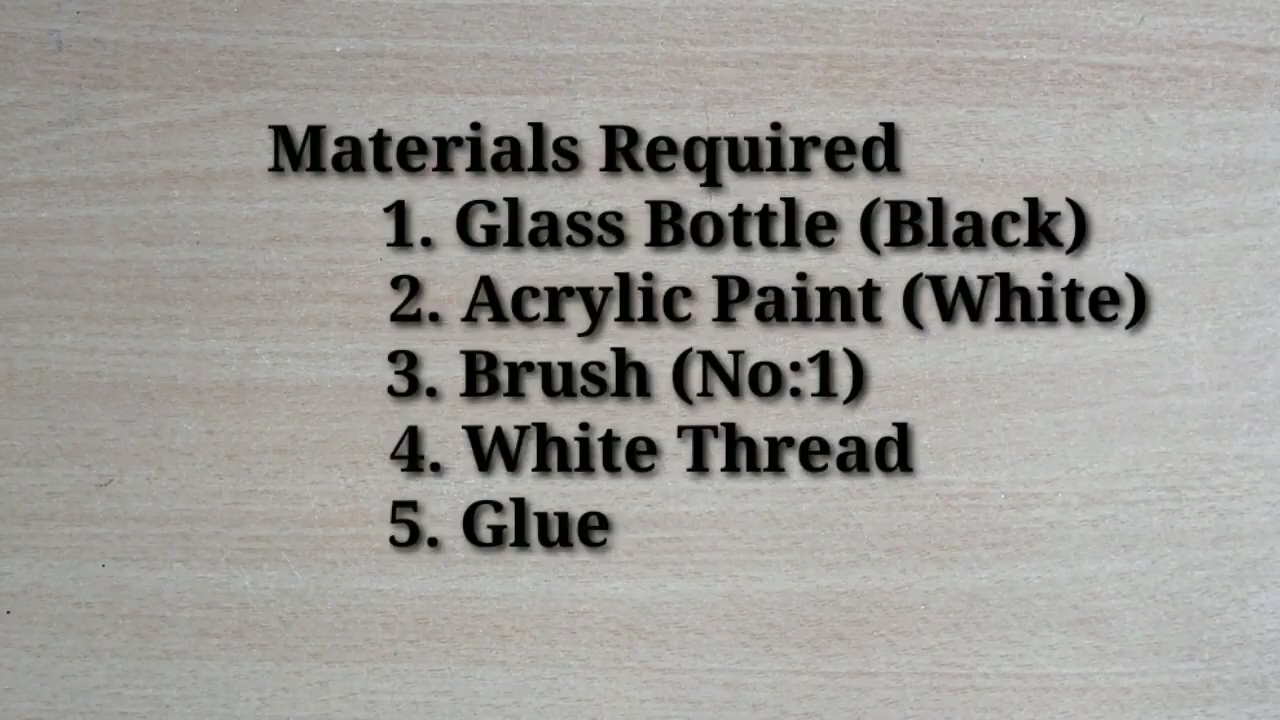 Materials Required
1. Glass Bottle (Black)
2. Acrylic Paint (White)
3. Brush (No:1)
4. White Thread
5. Glue